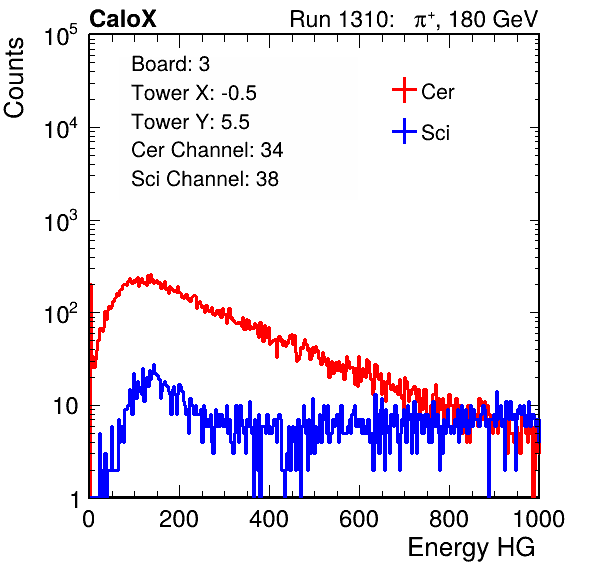 CaloX Run 1310: π⁺, 180 GeV
Counts
10⁵
10⁴
10³
10²
10
1
Board: 3
Tower X: -0.5
Tower Y: 5.5
Cer Channel: 34
Sci Channel: 38
Cer
Sci
0 200 400 600 800 1000
Energy HG